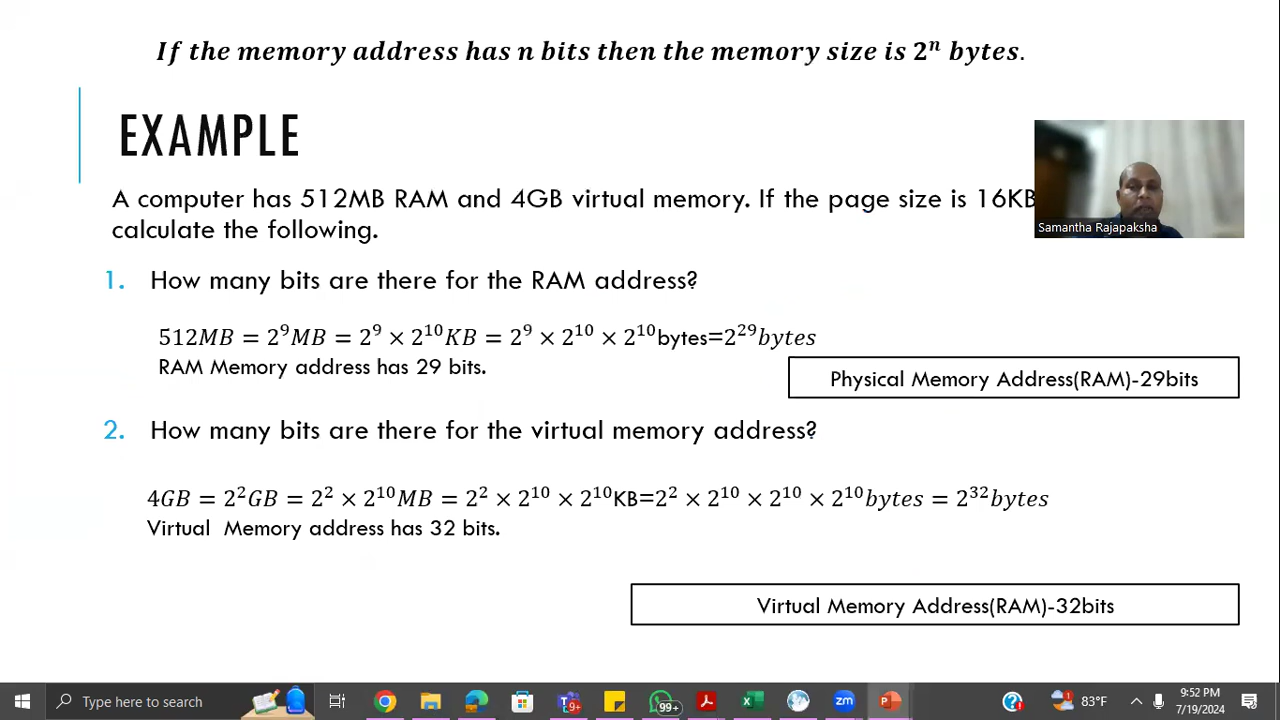 If the memory address has n bits then the memory size is 2ⁿ bytes.
EXAMPLE
A computer has 512MB RAM and 4GB virtual memory. If the page size is 16KB
calculate the following.
Samantha Rajapaksha
1. How many bits are there for the RAM address?
512MB = 2⁹MB = 2⁹ × 2¹⁰KB = 2⁹ × 2¹⁰ × 2¹⁰bytes=2²⁹bytes
RAM Memory address has 29 bits.
Physical Memory Address(RAM)-29bits
2. How many bits are there for the virtual memory address?
4GB = 2²GB = 2² × 2¹⁰MB = 2² × 2¹⁰ × 2¹⁰KB=2² × 2¹⁰ × 2¹⁰ × 2¹⁰bytes = 2³²bytes
Virtual Memory address has 32 bits.
Virtual Memory Address(RAM)-32bits
Type here to search
9+
99+
zm
1
83°F
9:52 PM
7/19/2024